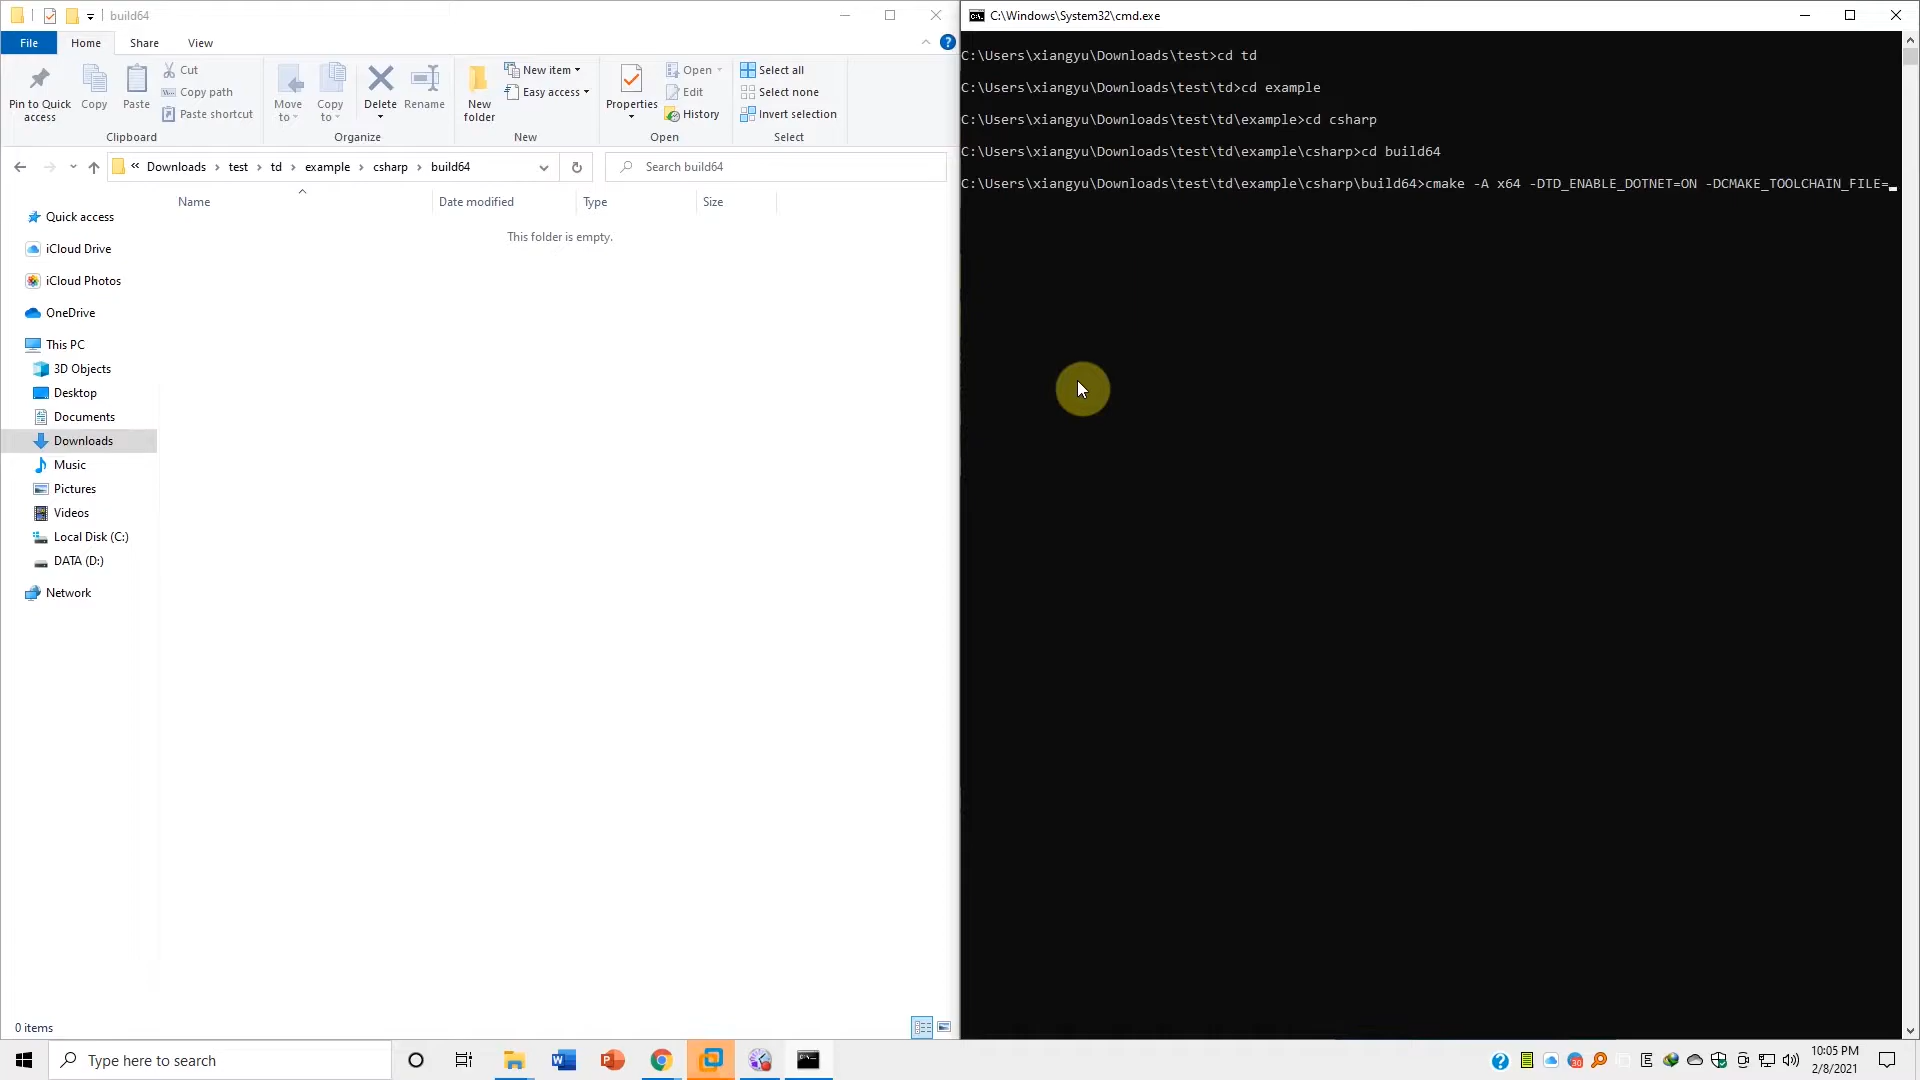 build64
File
Home
Share
View
Pin to Quick access
Copy
Paste
Cut
Copy path
Paste shortcut
Clipboard
Move to
Copy to
Delete
Rename
Organize
New folder
New item
Easy access
New
Properties
Open
Edit
History
Open
Select all
Select none
Invert selection
Select
« Downloads > test > td > example > csharp > build64
Search build64
Name
Date modified
Type
Size
This folder is empty.
Quick access
iCloud Drive
iCloud Photos
OneDrive
This PC
3D Objects
Desktop
Documents
Downloads
Music
Pictures
Videos
Local Disk (C:)
DATA (D:)
Network
0 items
C:\Windows\System32\cmd.exe
C:\Users\xiangyu\Downloads\test>cd td
C:\Users\xiangyu\Downloads\test\td>cd example
C:\Users\xiangyu\Downloads\test\td\example>cd csharp
C:\Users\xiangyu\Downloads\test\td\example\csharp>cd build64
C:\Users\xiangyu\Downloads\test\td\example\csharp\build64>cmake -A x64 -DTD_ENABLE_DOTNET=ON -DCMAKE_TOOLCHAIN_FILE=_
Type here to search
10:05 PM
2/8/2021